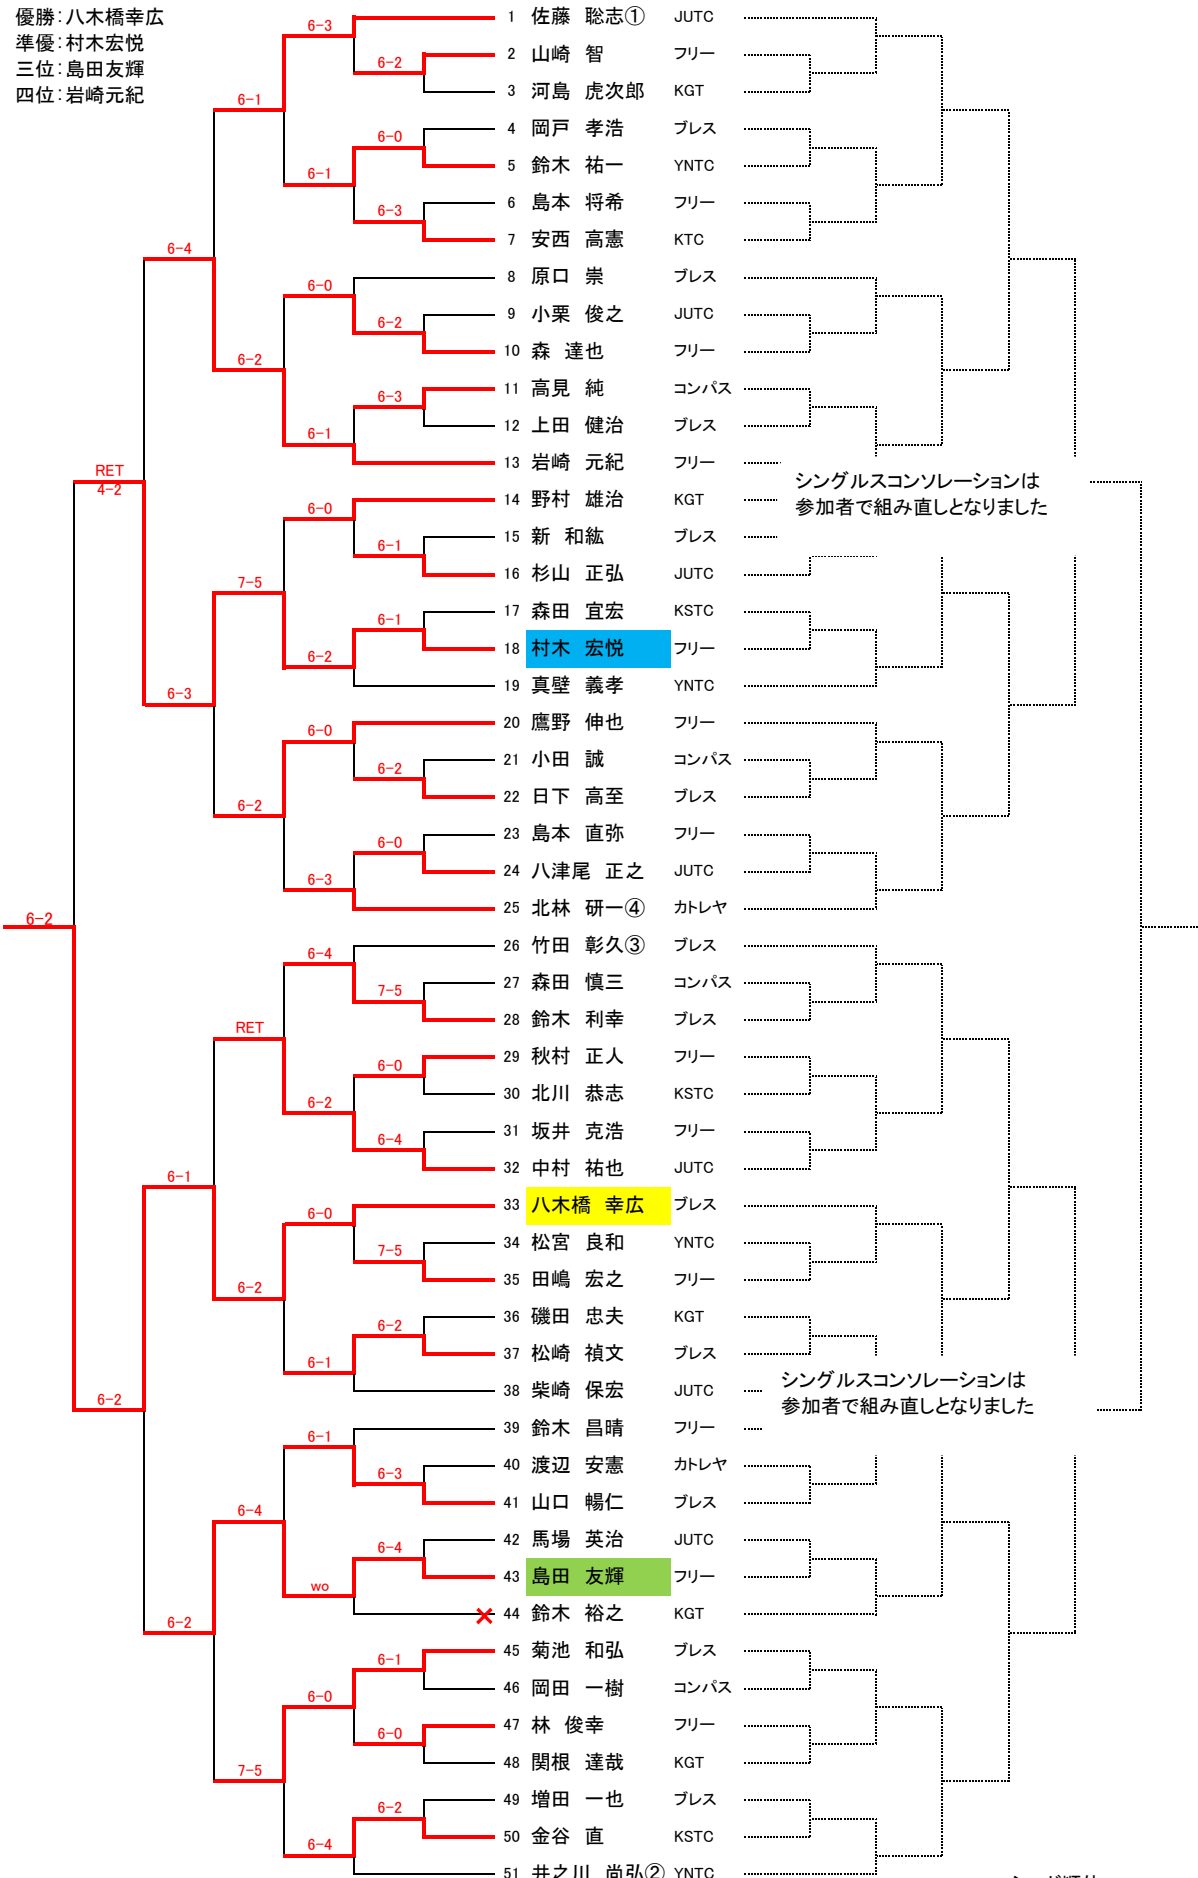 優勝:八木橋幸広
準優:村木宏悦
三位:島田友輝
四位:岩崎元紀
6-3
1 佐藤 聡志① JUTC
6-2
2 山崎 智 フリー
3 河島 虎次郎 KGT
6-1
6-0
4 岡戸 孝浩 ブレス
5 鈴木 祐一 YNTC
6-1
6-3
6 島本 将希 フリー
7 安西 高憲 KTC
6-4
6-0
8 原口 崇 ブレス
6-2
9 小栗 俊之 JUTC
10 森 達也 フリー
6-2
6-3
11 高見 純 コンパス
12 上田 健治 ブレス
6-1
13 岩崎 元紀 フリー
RET
4-2
シングルスコンソレーションは
参加者で組み直しとなりました
6-0
14 野村 雄治 KGT
6-1
15 新 和紘 ブレス
16 杉山 正弘 JUTC
7-5
6-1
17 森田 宜宏 KSTC
18 村木 宏悦 フリー
6-2
19 真壁 義孝 YNTC
6-3
6-0
20 鷹野 伸也 フリー
6-2
21 小田 誠 コンパス
22 日下 高至 ブレス
6-2
6-0
23 島本 直弥 フリー
24 八津尾 正之 JUTC
6-3
25 北林 研一④ カトレヤ
6-2
6-4
26 竹田 彰久③ ブレス
7-5
27 森田 慎三 コンパス
28 鈴木 利幸 ブレス
RET
6-0
29 秋村 正人 フリー
30 北川 恭志 KSTC
6-2
6-4
31 坂井 克浩 フリー
32 中村 祐也 JUTC
6-1
6-0
33 八木橋 幸広 ブレス
7-5
34 松宮 良和 YNTC
35 田嶋 宏之 フリー
6-2
6-2
36 磯田 忠夫 KGT
37 松崎 禎文 ブレス
6-1
38 柴崎 保宏 JUTC
シングルスコンソレーションは
参加者で組み直しとなりました
6-2
6-1
39 鈴木 昌晴 フリー
6-3
40 渡辺 安憲 カトレヤ
41 山口 暢仁 ブレス
6-4
6-4
42 馬場 英治 JUTC
43 島田 友輝 フリー
wo
44 鈴木 裕之 KGT
6-2
6-1
45 菊池 和弘 ブレス
46 岡田 一樹 コンパス
6-0
6-0
47 林 俊幸 フリー
48 関根 達哉 KGT
7-5
6-2
49 増田 一也 ブレス
50 金谷 直 KSTC
6-4
51 井之川 尚弘② YNTC